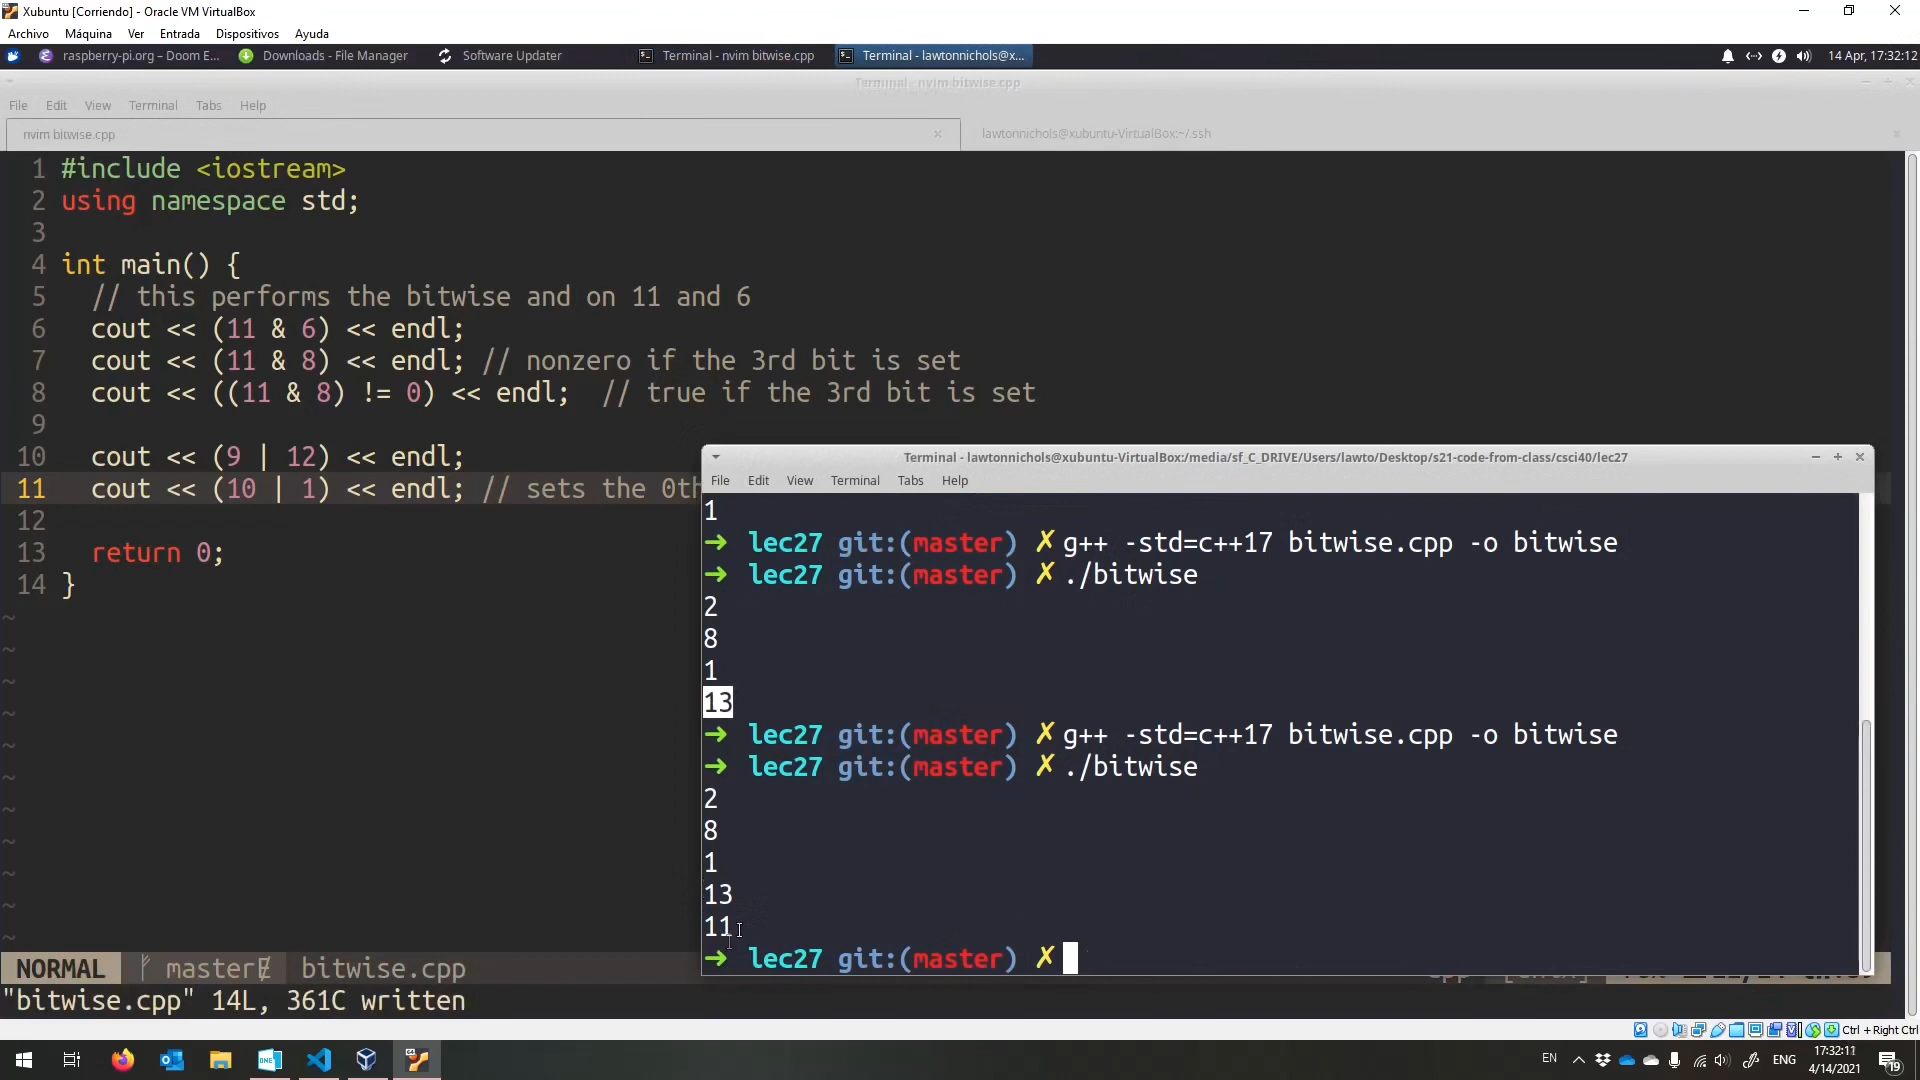 Xubuntu [Corriendo] - Oracle VM VirtualBox
Archivo Máquina Ver Entrada Dispositivos Ayuda
raspberry-pi.org – Doom E... Downloads - File Manager Software Updater Terminal - nvim bitwise.cpp Terminal - lawtonnichols@x... 14 Apr, 17:32:12
Terminal - nvim bitwise.cpp
File Edit View Terminal Tabs Help
nvim bitwise.cpp lawtonnichols@xubuntu-VirtualBox:~/.ssh
1 #include <iostream>
2 using namespace std;
3
4 int main() {
5 // this performs the bitwise and on 11 and 6
6 cout << (11 & 6) << endl;
7 cout << (11 & 8) << endl; // nonzero if the 3rd bit is set
8 cout << ((11 & 8) != 0) << endl; // true if the 3rd bit is set
9
10 cout << (9 | 12) << endl;
11 cout << (10 | 1) << endl; // sets the 0th
12
13 return 0;
14 }
~
~
~
~
~
~
~
~
~
~
~
NORMAL master bitwise.cpp
"bitwise.cpp" 14L, 361C written
Terminal - lawtonnichols@xubuntu-VirtualBox:/media/sf_C_DRIVE/Users/lawto/Desktop/s21-code-from-class/csci40/lec27
File Edit View Terminal Tabs Help
1
➜ lec27 git:(master) ✗ g++ -std=c++17 bitwise.cpp -o bitwise
➜ lec27 git:(master) ✗ ./bitwise
2
8
1
13
➜ lec27 git:(master) ✗ g++ -std=c++17 bitwise.cpp -o bitwise
➜ lec27 git:(master) ✗ ./bitwise
2
8
1
13
11
➜ lec27 git:(master) ✗
Ctrl + Right Ctrl
EN ENG 17:32:11
4/14/2021
19